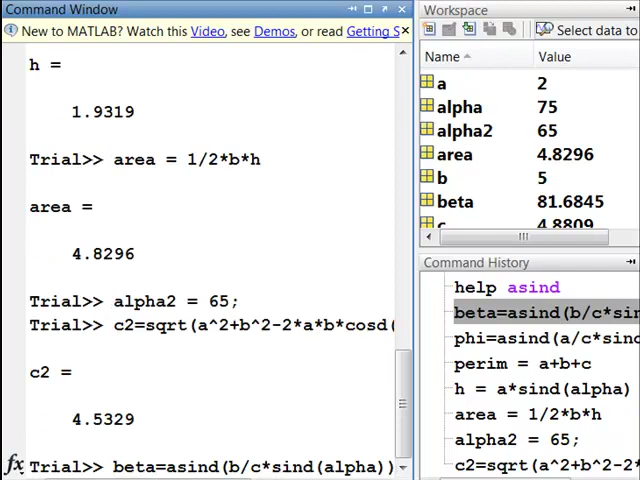 Command Window
New to MATLAB? Watch this Video, see Demos, or read Getting S
h =
1.9319
Trial>> area = 1/2*b*h
area =
4.8296
Trial>> alpha2 = 65;
Trial>> c2=sqrt(a^2+b^2-2*a*b*cosd(
c2 =
4.5329
fx Trial>> beta=asind(b/c*sind(alpha))
Workspace
Select data to
Name Value
a 2
alpha 75
alpha2 65
area 4.8296
b 5
beta 81.6845
c 4.8809
Command History
help asind
beta=asind(b/c*sin
phi=asind(a/c*sind
perim = a+b+c
h = a*sind(alpha)
area = 1/2*b*h
alpha2 = 65;
c2=sqrt(a^2+b^2-2*